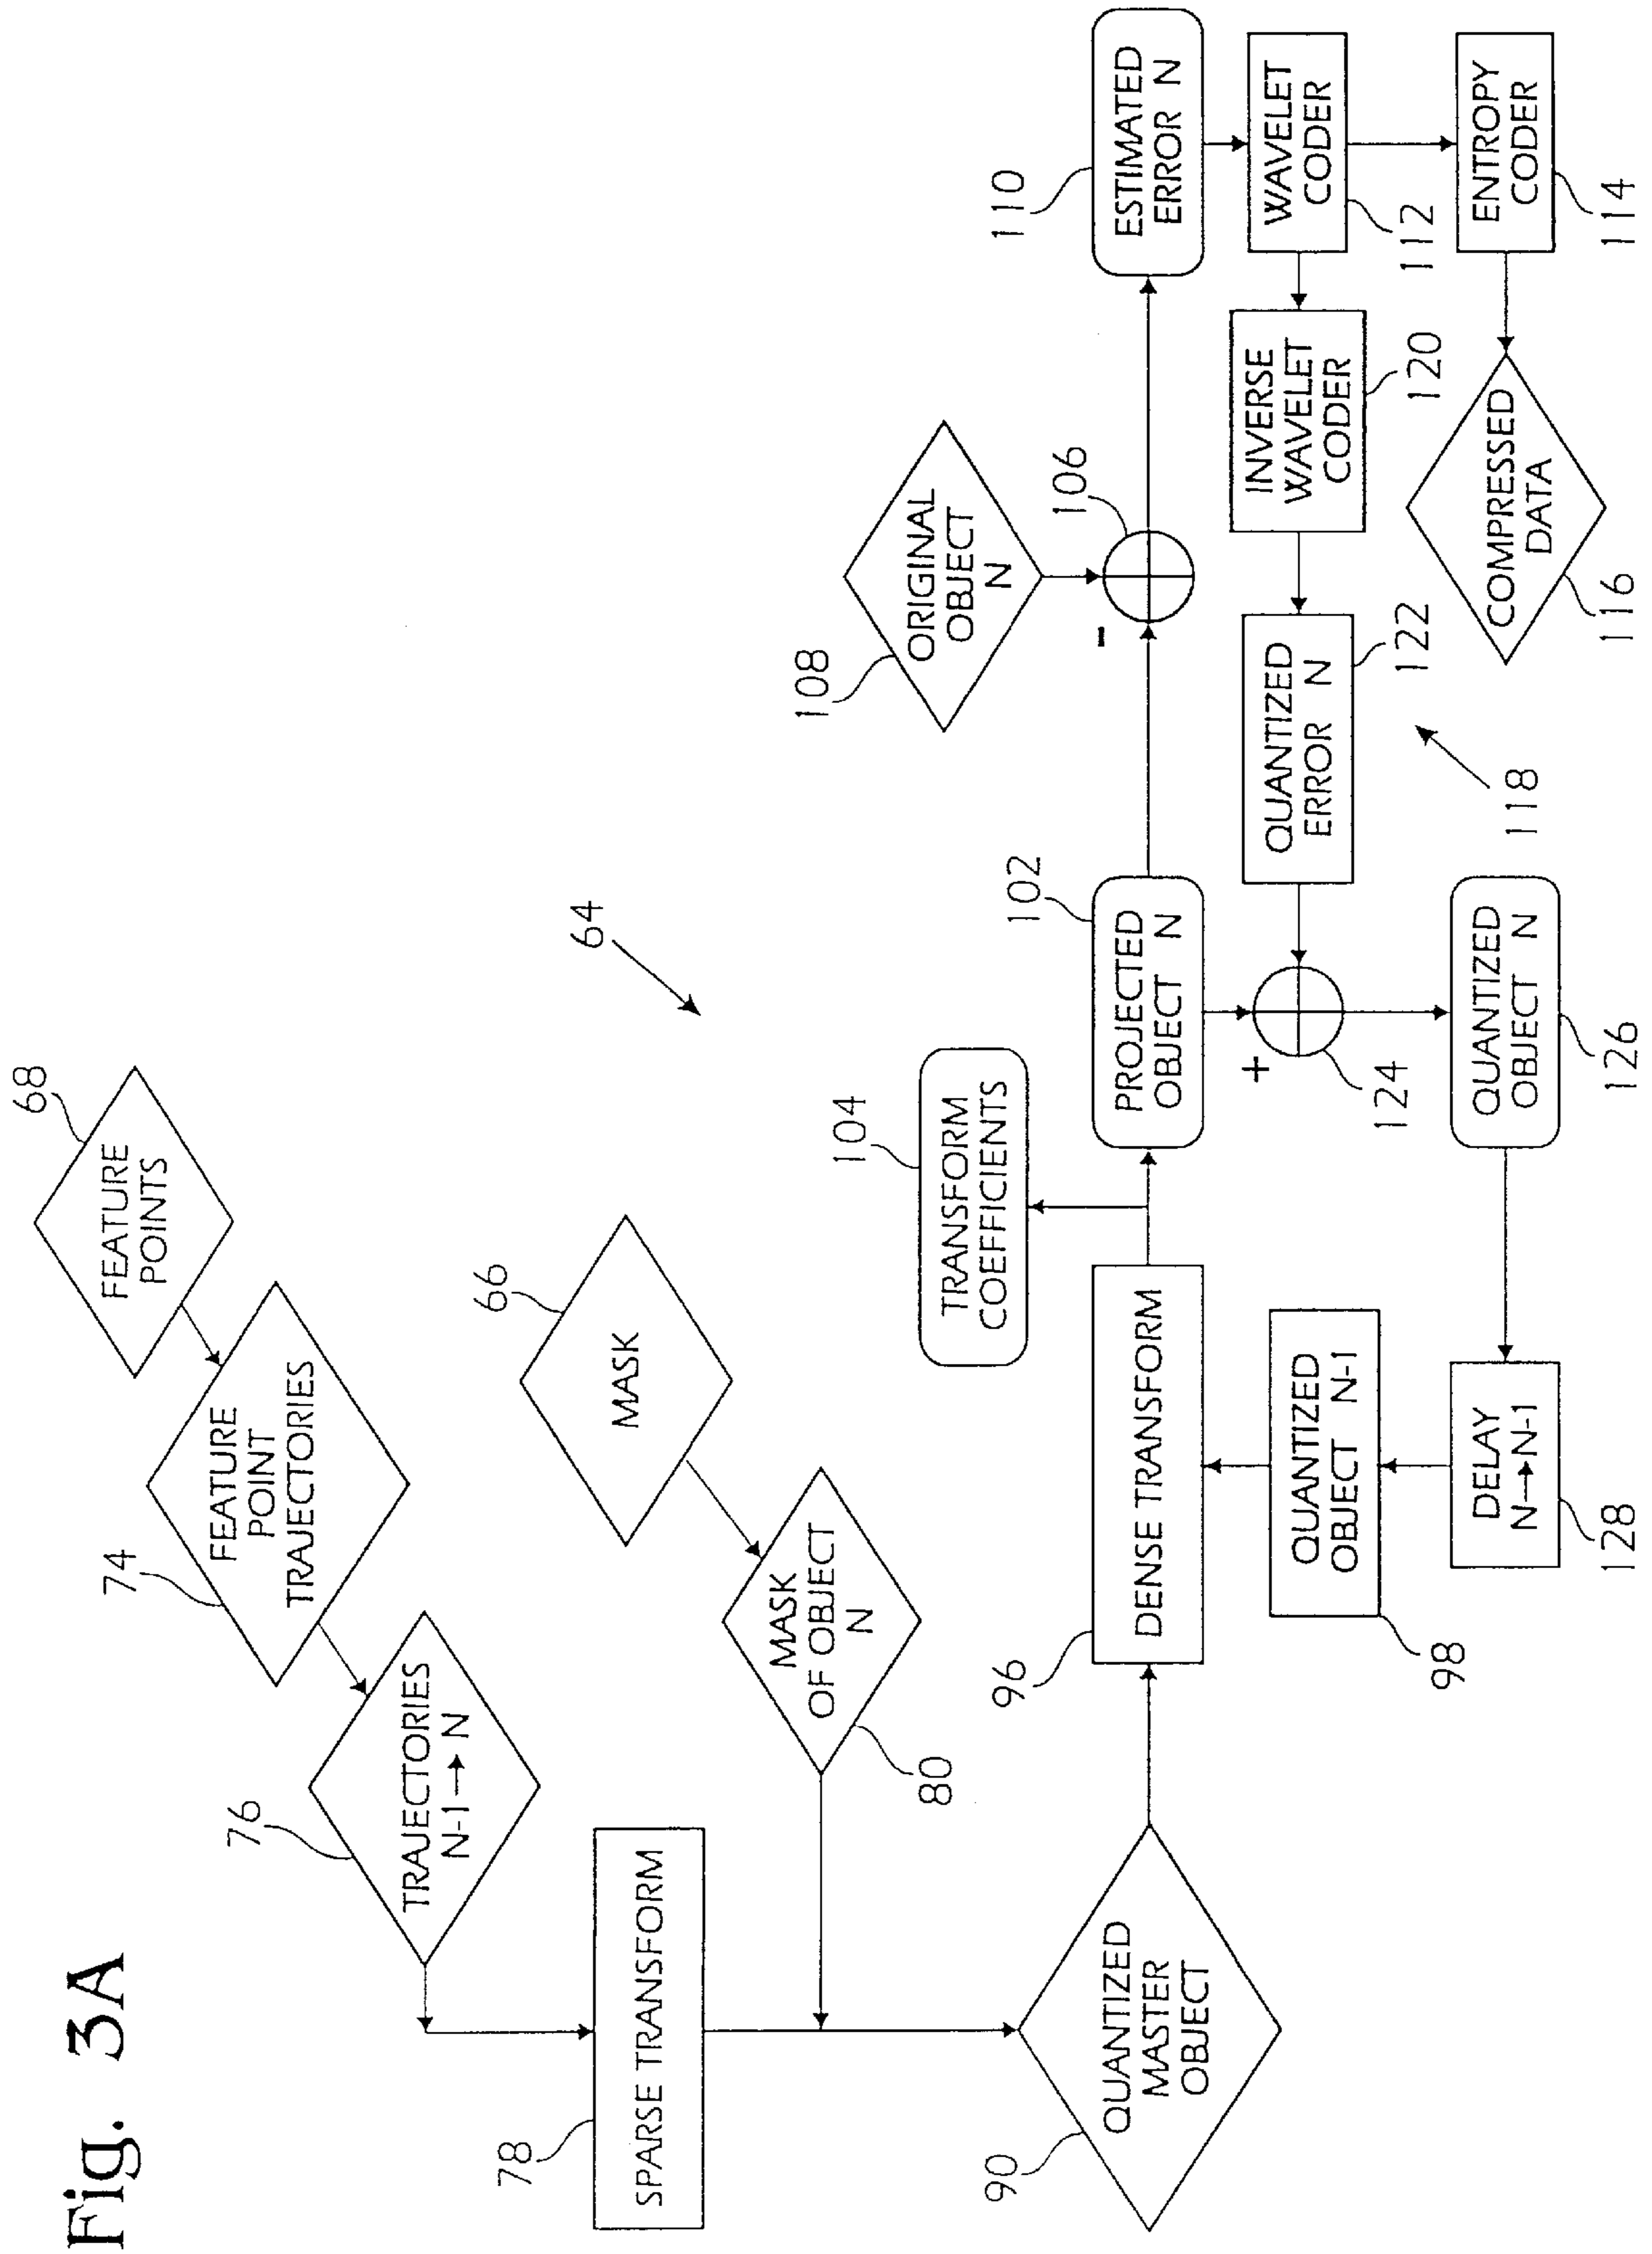 Fig. 3A
68
FEATURE
POINTS
74
FEATURE
POINT
TRAJECTORIES
76
TRAJECTORIES
N-1→N
78
SPARSE TRANSFORM
66
MASK
MASK
OF OBJECT
N
80
64
90
QUANTIZED
MASTER
OBJECT
96
DENSE TRANSFORM
104
TRANSFORM
COEFFICIENTS
102
PROJECTED
OBJECT N
108
ORIGINAL
OBJECT
N
-
106
110
ESTIMATED
ERROR N
WAVELET
CODER
112
INVERSE
WAVELET
CODER
120
QUANTIZED
ERROR N
122
+
124
QUANTIZED
OBJECT N-1
98
DELAY
N→N-1
128
QUANTIZED
OBJECT N
126
118
ENTROPY
CODER
114
COMPRESSED
DATA
116